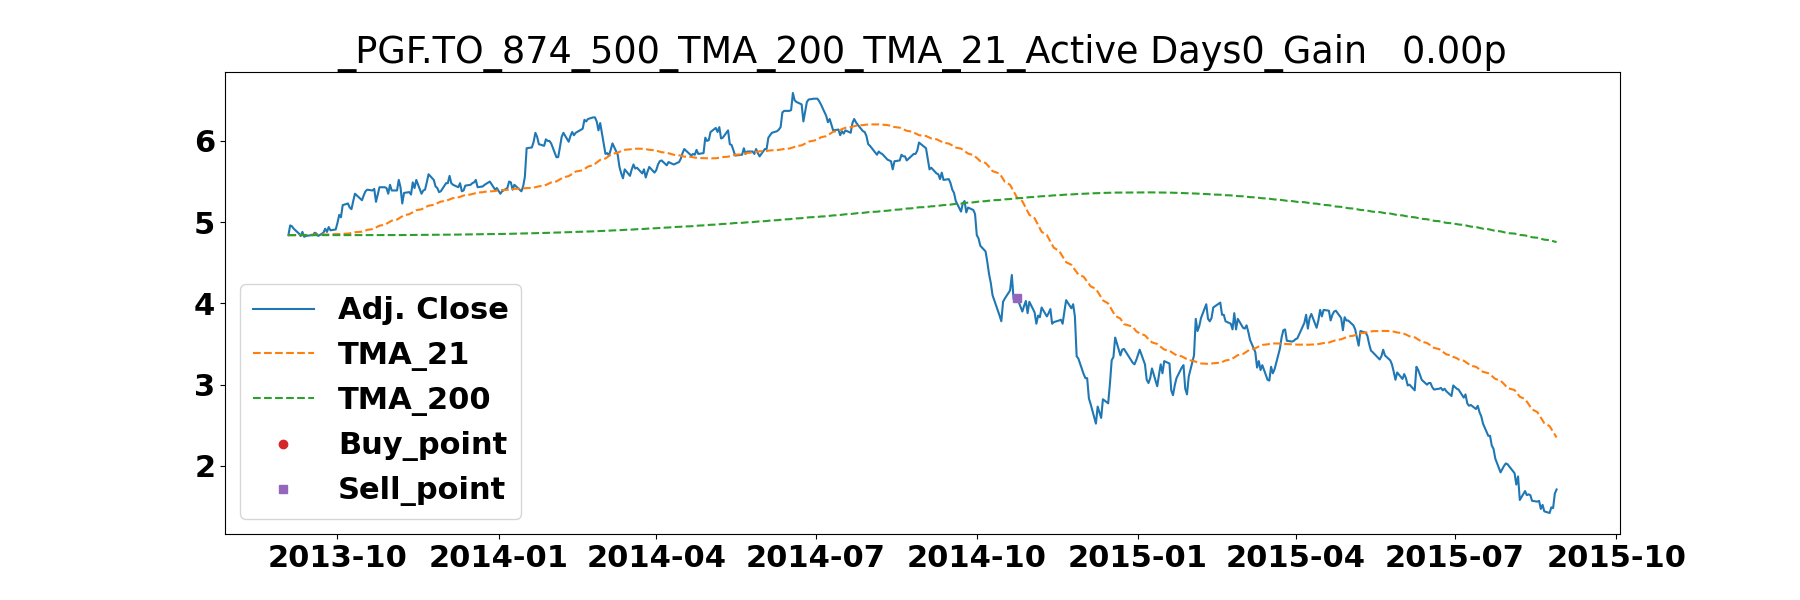 _PGF.TO_874_500_TMA_200_TMA_21_Active Days0_Gain   0.00p
6
5
4
3
2
Adj. Close
TMA_21
TMA_200
Buy_point
Sell_point
2013-10 2014-01 2014-04 2014-07 2014-10 2015-01 2015-04 2015-07 2015-10